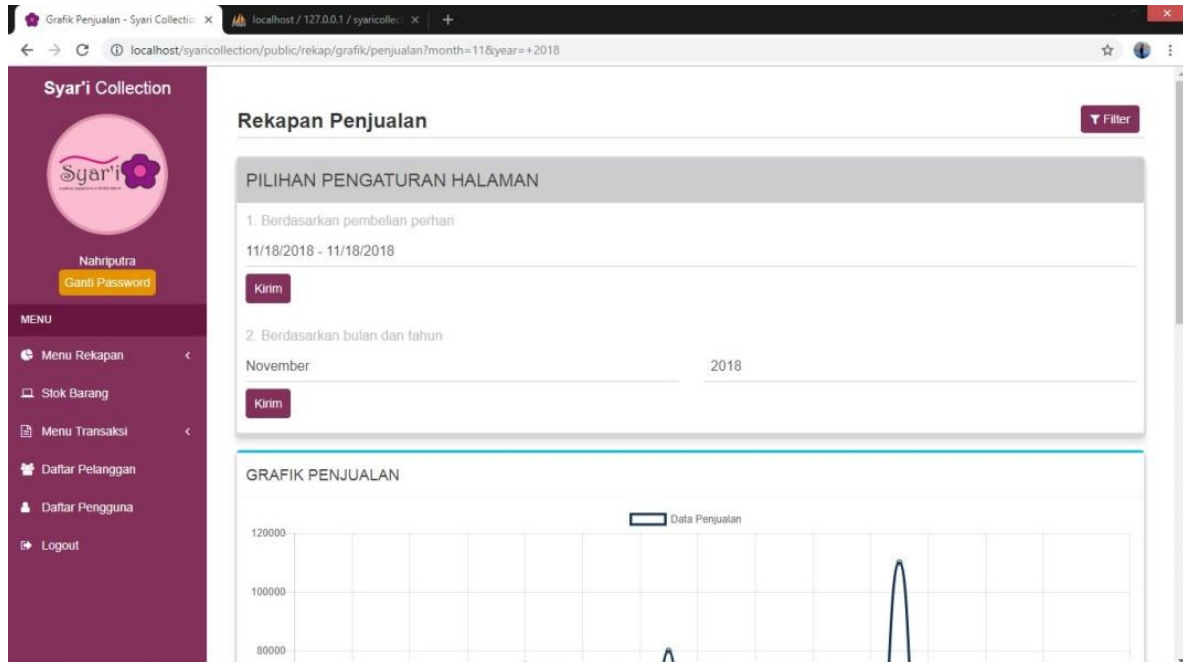 Grafik Penjualan - Syari Collectio
localhost / 127.0.0.1 / syaricollec
localhost/syaricollection/public/rekap/grafik/penjualan?month=11&year=+2018
Syar'i Collection
Syar'i
Nahriputra
Ganti Password
MENU
Menu Rekapan
Stok Barang
Menu Transaksi
Daftar Pelanggan
Daftar Pengguna
Logout
Rekapan Penjualan
Filter
PILIHAN PENGATURAN HALAMAN
1. Berdasarkan pembelian perhari
11/18/2018 - 11/18/2018
Kirim
2. Berdasarkan bulan dan tahun
November 2018
Kirim
GRAFIK PENJUALAN
Data Penjualan
120000
100000
80000